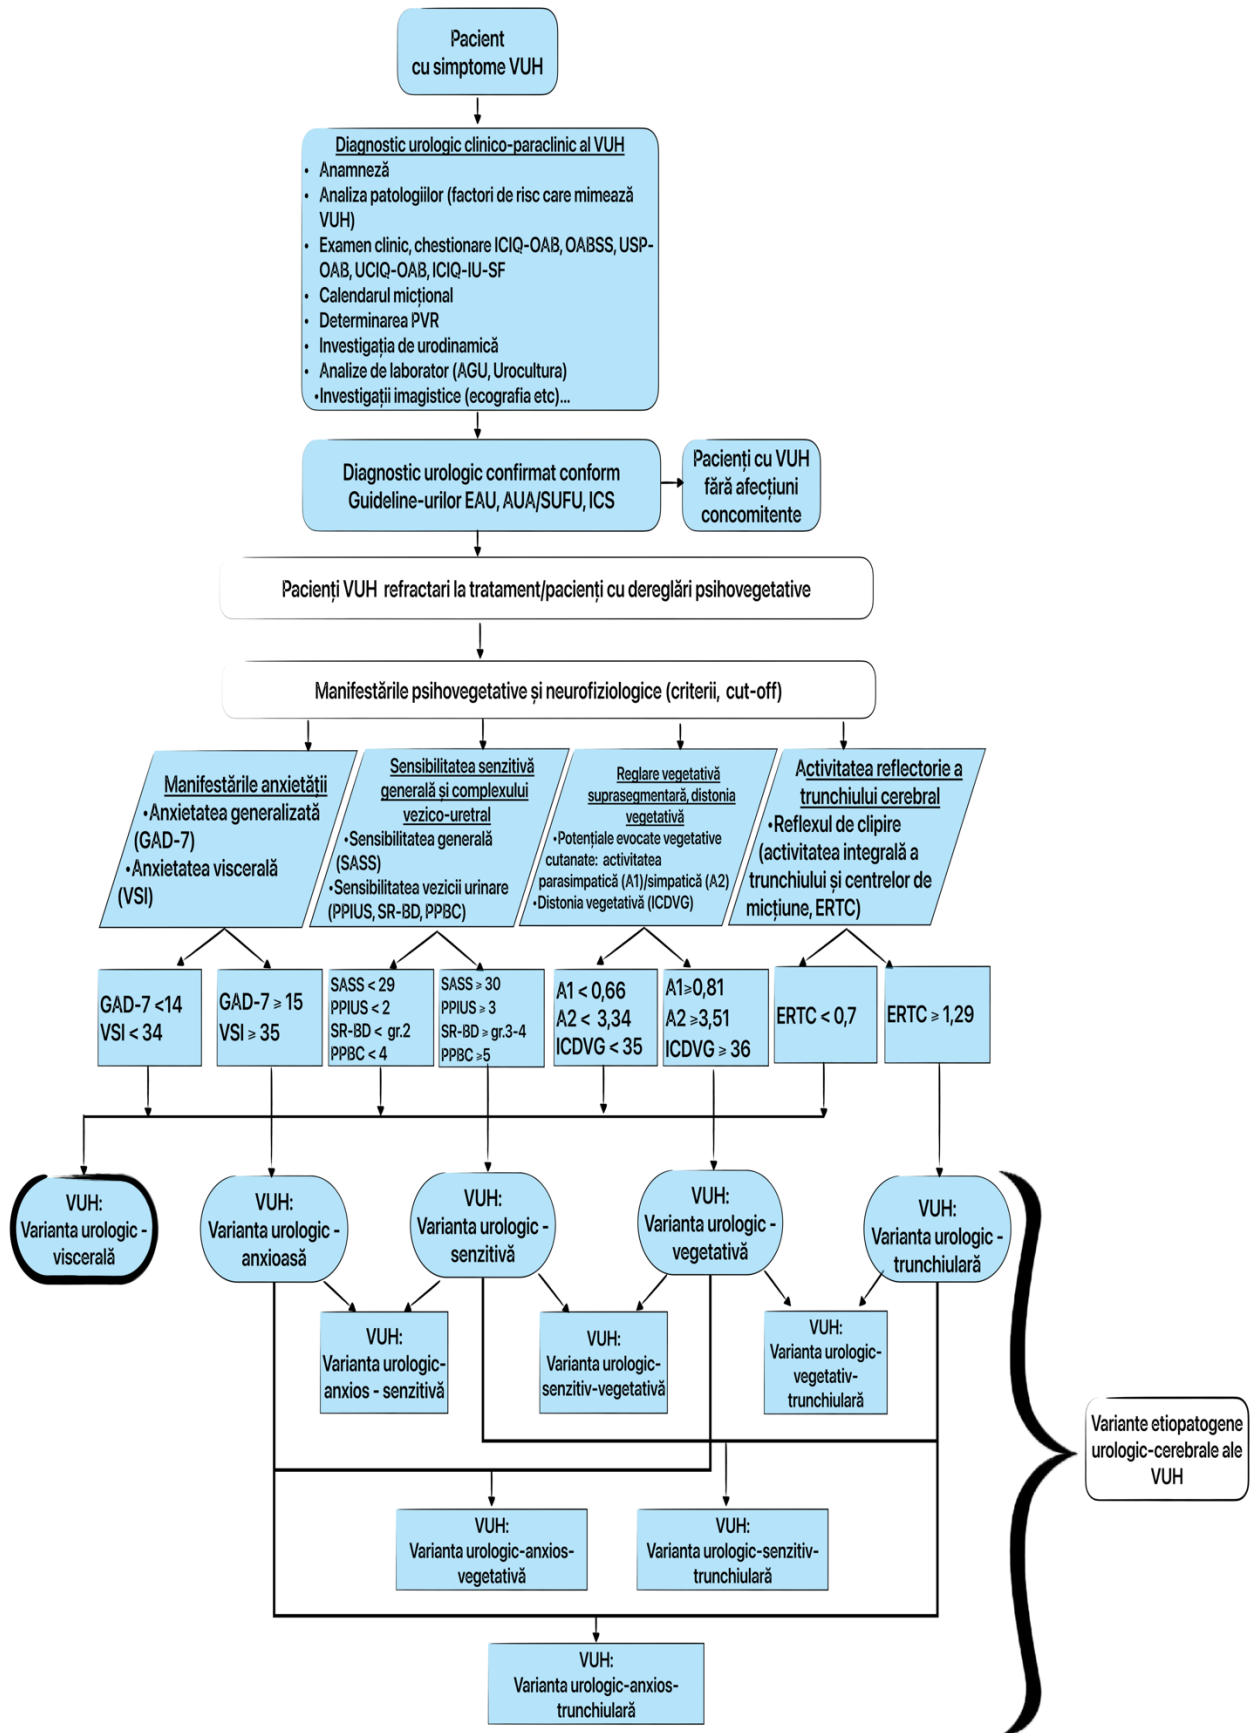 Pacient
cu simptome VUH
Diagnostic urologic clinico-paraclinic al VUH
• Anamneză
• Analiza patologiilor (factori de risc care mimează
VUH)
• Examen clinic, chestionare ICIQ-OAB, OABSS, USP-
OAB, UCIQ-OAB, ICIQ-IU-SF
• Calendarul micțional
• Determinarea PVR
• Investigația de urodinamică
• Analize de laborator (AGU, Urocultura)
•Investigații imagistice (ecografia etc)...
Diagnostic urologic confirmat conform
Guideline-urilor EAU, AUA/SUFU, ICS
Pacienți cu VUH
fără afecțiuni
concomitente
Pacienți VUH refractari la tratament/pacienți cu dereglări psihovegetative
Manifestările psihovegetative și neurofiziologice (criterii, cut-off)
Manifestările anxietății
•Anxietatea generalizată
(GAD-7)
•Anxietatea viscerală
(VSI)
Sensibilitatea senzitivă
generală și complexului
vezico-uretral
•Sensibilitatea generală
(SASS)
•Sensibilitatea vezicii urinare
(PPIUS, SR-BD, PPBC)
Reglare vegetativă
suprasegmentară, distonia
vegetativă
•Potențiale evocate vegetative
cutanate: activitatea
parasimpatică (A1)/simpatică (A2)
•Distonia vegetativă (ICDVG)
Activitatea reflectorie a
trunchiului cerebral
•Reflexul de clipire
(activitatea integrală a
trunchiului și centrelor de
micțiune, ERTC)
GAD-7 <14
VSI < 34
GAD-7 ≥ 15
VSI ≥ 35
SASS < 29
PPIUS < 2
SR-BD < gr.2
PPBC < 4
SASS ≥ 30
PPIUS ≥ 3
SR-BD ≥ gr.3-4
PPBC ≥5
A1 < 0,66
A2 < 3,34
ICDVG < 35
A1≥0,81
A2 ≥3,51
ICDVG ≥ 36
ERTC < 0,7
ERTC ≥ 1,29
VUH:
Varianta urologic -
viscerală
VUH:
Varianta urologic -
anxioasă
VUH:
Varianta urologic -
senzitivă
VUH:
Varianta urologic -
vegetativă
VUH:
Varianta urologic -
trunchiulară
VUH:
Varianta urologic-
anxios - senzitivă
VUH:
Varianta urologic-
senzitiv-vegetativă
VUH:
Varianta urologic-
vegetativ-
trunchiulară
Variante etiopatogene
urologic-cerebrale ale
VUH
VUH:
Varianta urologic-anxios-
vegetativă
VUH:
Varianta urologic-senzitiv-
trunchiulară
VUH:
Varianta urologic-anxios-
trunchiulară